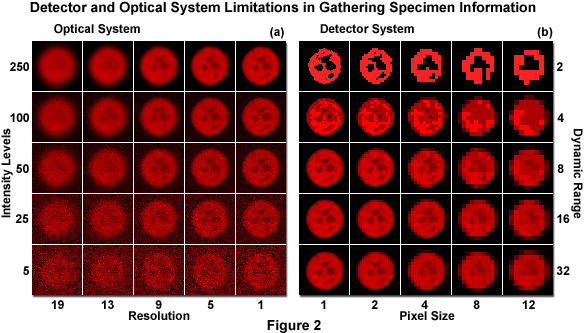 Detector and Optical System Limitations in Gathering Specimen Information
Optical System (a)
Detector System (b)
250
100
50
25
5
Intensity Levels
19 13 9 5 1
Resolution
2
4
8
16
32
Dynamic Range
1 2 4 8 12
Pixel Size
Figure 2